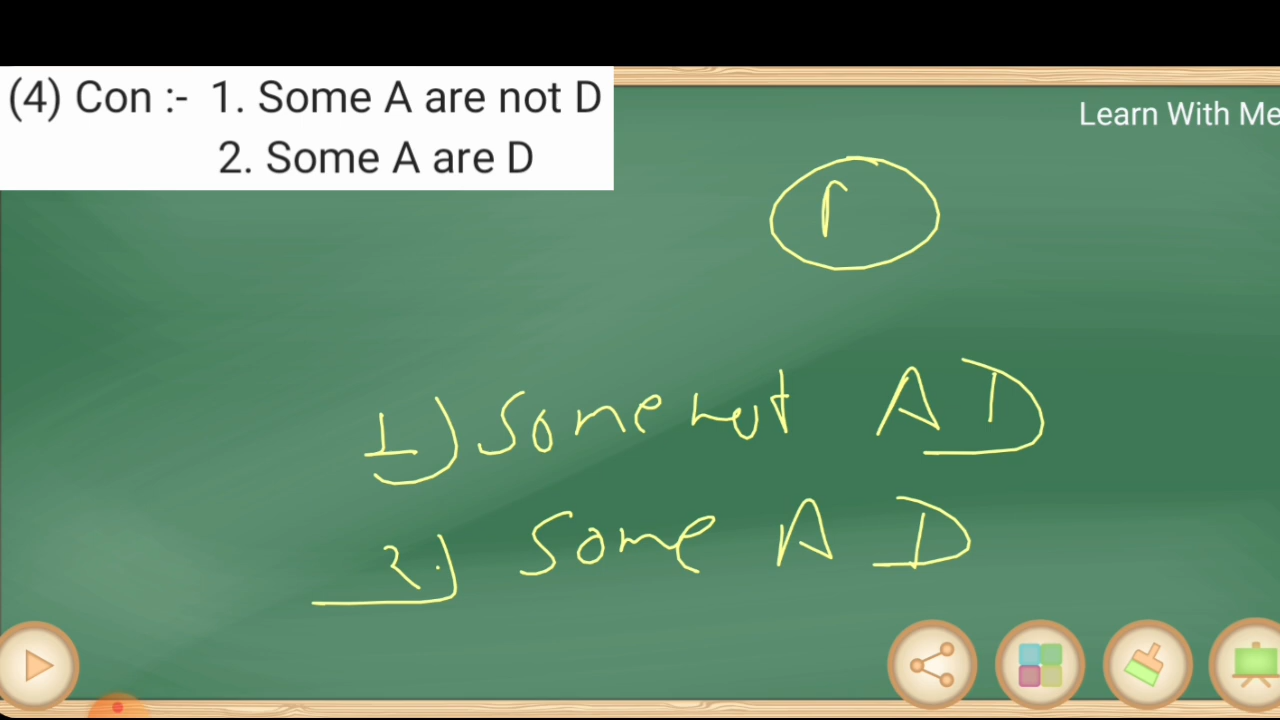 (4) Con :- 1. Some A are not D
2. Some A are D
Learn With Me
1) Some not A D
2.) Some A D